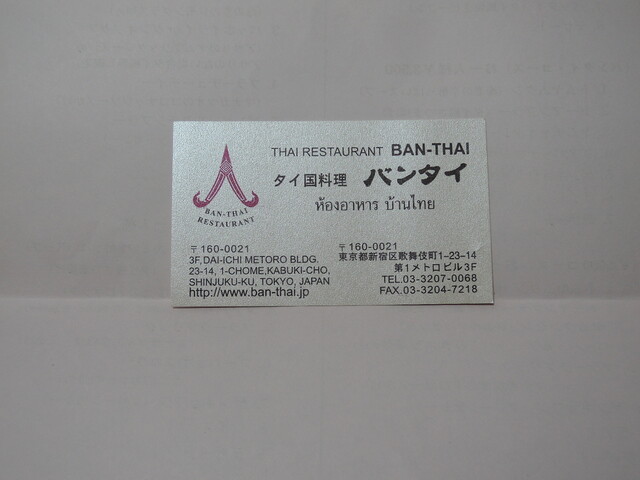 THAI RESTAURANT BAN-THAI
タイ国料理 バンタイ
ห้องอาหาร บ้านไทย
BAN-THAI
RESTAURANT
〒160-0021
3F,DAI-ICHI METORO BLDG.
23-14, 1-CHOME,KABUKI-CHO,
SHINJUKU-KU, TOKYO, JAPAN
http://www.ban-thai.jp
〒160-0021
東京都新宿区歌舞伎町1-23-14
第1メトロビル3F
TEL.03-3207-0068
FAX.03-3204-7218